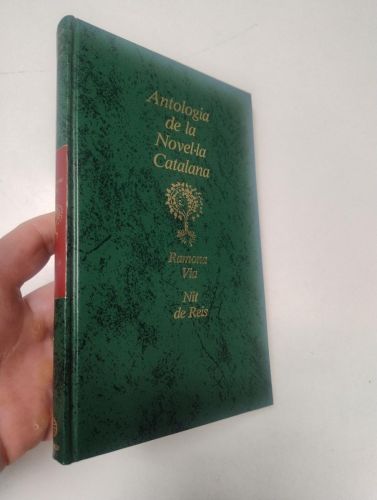 Antologia
de la
Novel·la
Catalana
Ramona
Via
Nit
de Reis